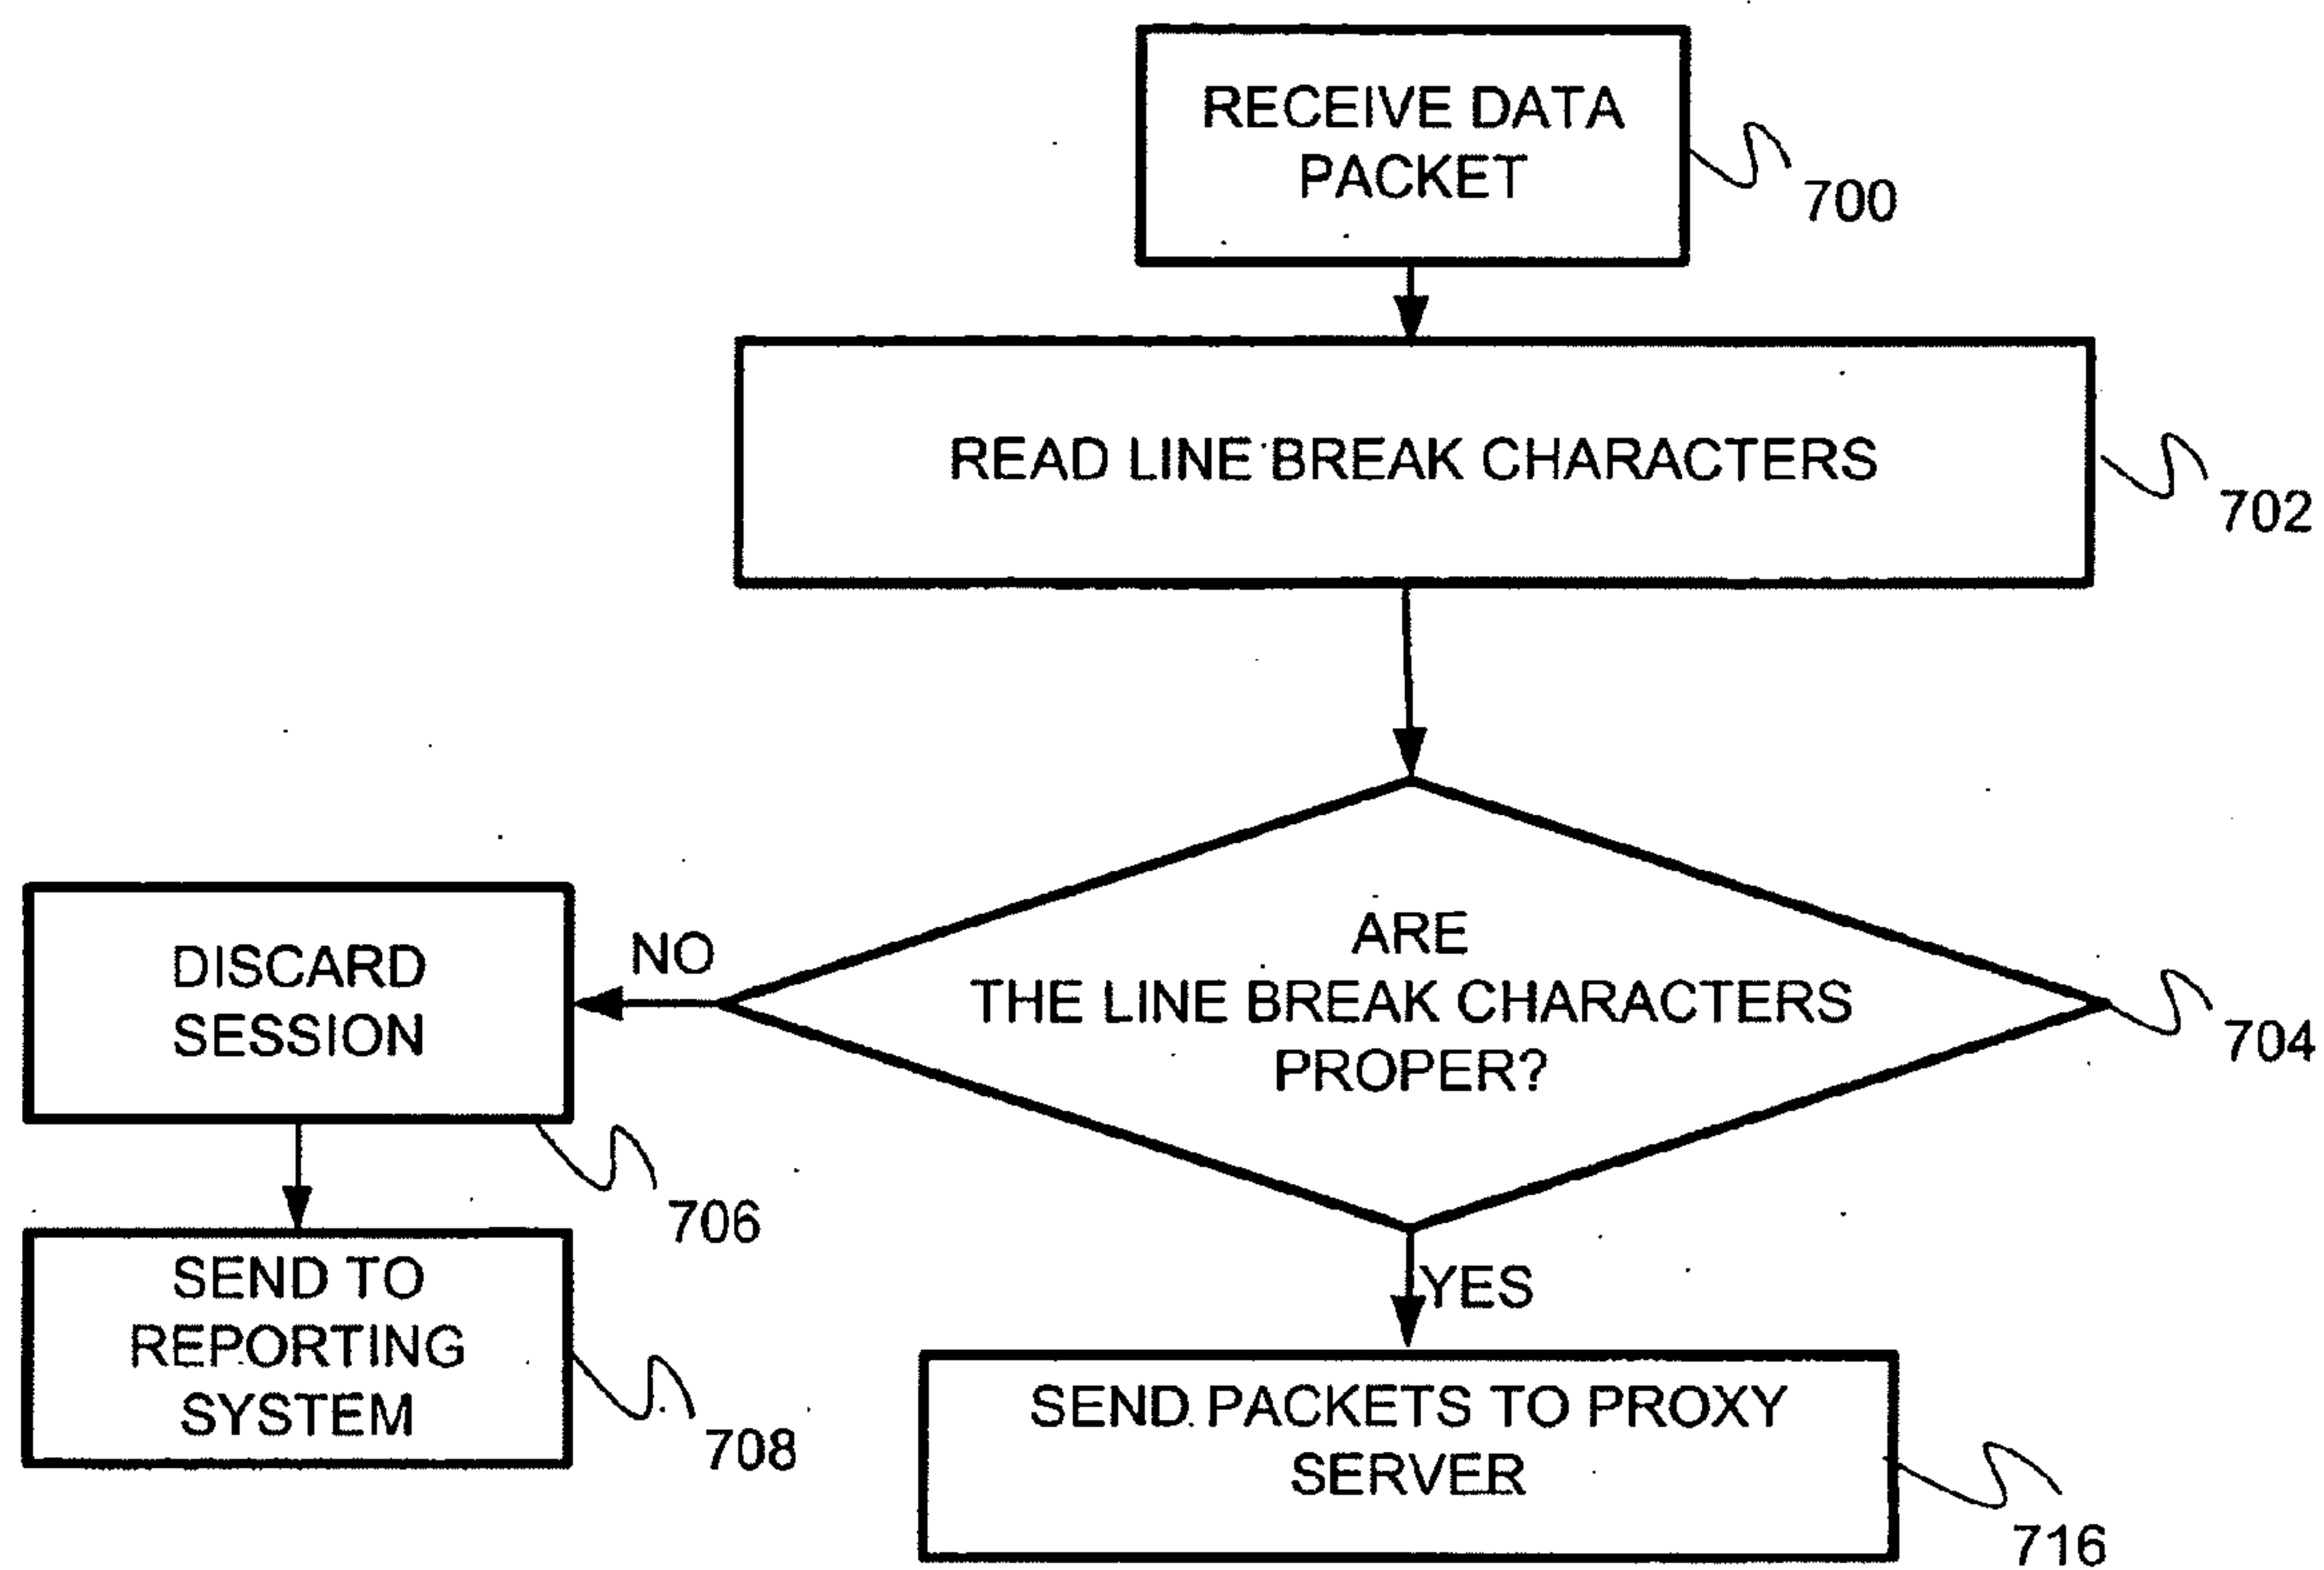 RECEIVE DATA
PACKET
700
READ LINE BREAK CHARACTERS
702
ARE
THE LINE BREAK CHARACTERS
PROPER?
704
NO
DISCARD
SESSION
706
SEND TO
REPORTING
SYSTEM
708
YES
SEND PACKETS TO PROXY
SERVER
716